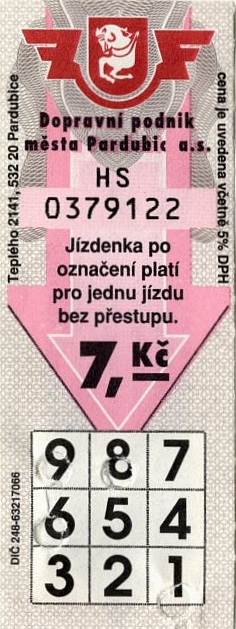 Dopravní podnik
města Pardubic a.s.
HS
0379122
Jízdenka po
označení platí
pro jednu jízdu
bez přestupu.
7, Kč
9 8 7
6 5 4
3 2 1
Teplého 2141, 532 20 Pardubice
cena je uvedena včetně 5% DPH
DIČ 248-63217066